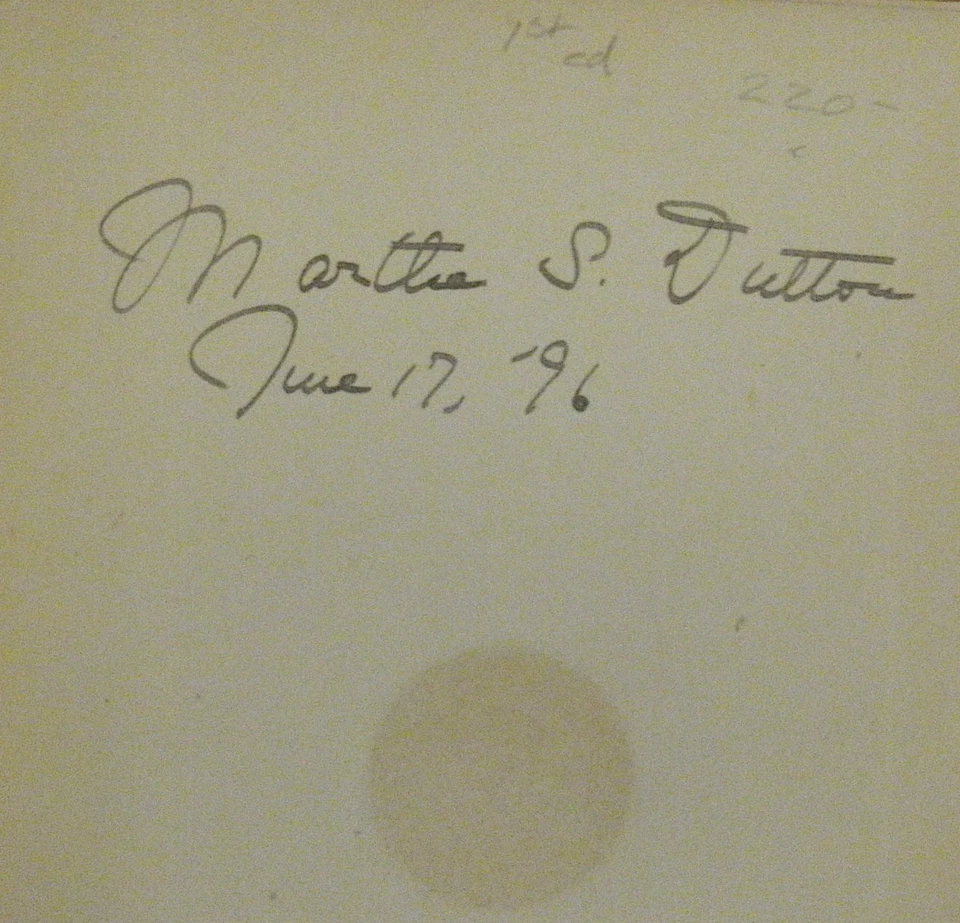 1st
ed
220-
Martha S. Dutton
June 17, '96